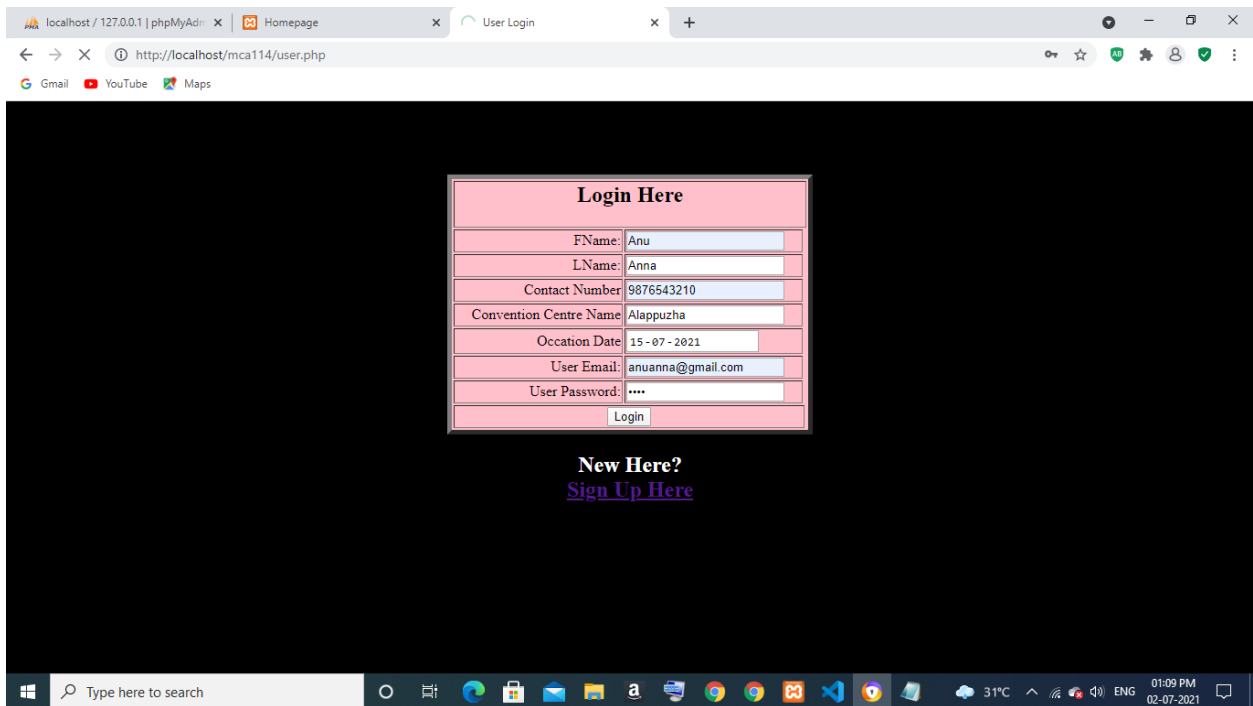 localhost / 127.0.0.1 | phpMyAdm
Homepage
User Login
http://localhost/mca114/user.php
Gmail YouTube Maps
Login Here
FName: Anu
LName: Anna
Contact Number 9876543210
Convention Centre Name Alappuzha
Occation Date 15-07-2021
User Email: anuanna@gmail.com
User Password: ••••
Login
New Here?
Sign Up Here
Type here to search
31°C
ENG
01:09 PM
02-07-2021